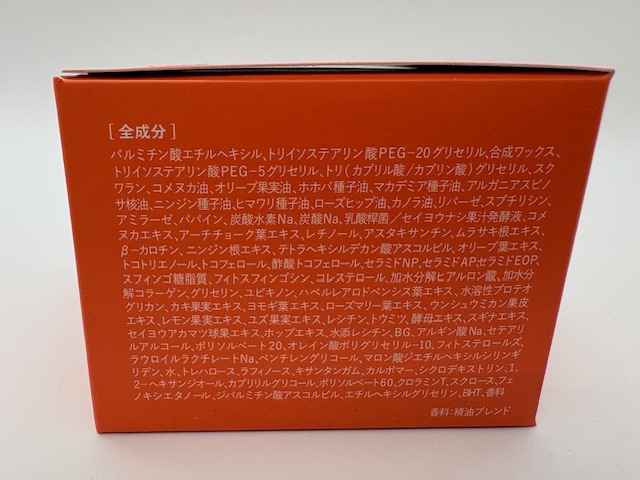 [全成分]
パルミチン酸エチルヘキシル、トリイソステアリン酸PEG-20グリセリル、合成ワックス、
トリイソステアリン酸PEG-5グリセリル、トリ(カプリル酸/カプリン酸)グリセリル、スク
ワラン、コメヌカ油、オリーブ果実油、ホホバ種子油、マカデミア種子油、アルガニアスピノ
サ核油、ニンジン種子油、ヒマワリ種子油、ローズヒップ油、カノラ油、リパーゼ、スブチリシン、
アミラーゼ、パパイン、炭酸水素Na、炭酸Na、乳酸桿菌/セイヨウナシ果汁発酵液、コメ
ヌカエキス、アーチチョーク葉エキス、レチノール、アスタキサンチン、ムラサキ根エキス、
β-カロチン、ニンジン根エキス、テトラヘキシルデカン酸アスコルビル、オリーブ葉エキス、
トコトリエノール、トコフェロール、酢酸トコフェロール、セラミドNP、セラミドAP、セラミドEOP、
スフィンゴ糖脂質、フィトスフィンゴシン、コレステロール、加水分解ヒアルロン酸、加水分
解コラーゲン、グリセリン、ユビキノン、ハベルレアロドペンシス葉エキス、水溶性プロテオ
グリカン、カキ果実エキス、ヨモギ葉エキス、ローズマリー葉エキス、ウンシュウミカン果皮
エキス、レモン果実エキス、ユズ果実エキス、レシチン、トウミツ、酵母エキス、スギナエキス、
セイヨウアカマツ球果エキス、ホップエキス、水添レシチン、BG、アルギン酸Na、セテアリ
ルアルコール、ポリソルベート20、オレイン酸ポリグリセリル-10、フィトステロールズ、
ラウロイルラクチレートNa、ペンチレングリコール、マロン酸ジエチルヘキシルシリンギ
リデン、水、トレハロース、ラフィノース、キサンタンガム、カルボマー、シクロデキストリン、1,
2-ヘキサンジオール、カプリリルグリコール、ポリソルベート60、クロラミンT、スクロース、フェ
ノキシエタノール、ジパルミチン酸アスコルビル、エチルヘキシルグリセリン、BHT、香料
香料:精油ブレンド